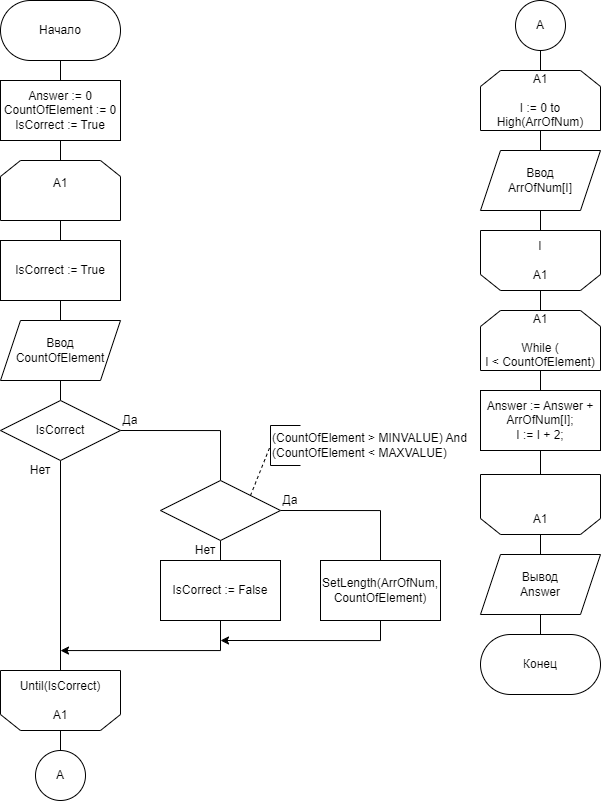 Начало
Answer := 0
CountOfElement := 0
IsCorrect := True
A1
IsCorrect := True
Ввод
CountOfElement
IsCorrect
Да
Нет
(CountOfElement > MINVALUE) And
(CountOfElement < MAXVALUE)
Да
Нет
IsCorrect := False
SetLength(ArrOfNum,
CountOfElement)
Until(IsCorrect)
A1
A
A
A1
I := 0 to
High(ArrOfNum)
Ввод
ArrOfNum[I]
I
A1
A1
While (
I < CountOfElement)
Answer := Answer +
ArrOfNum[I];
I := I + 2;
A1
Вывод
Answer
Конец